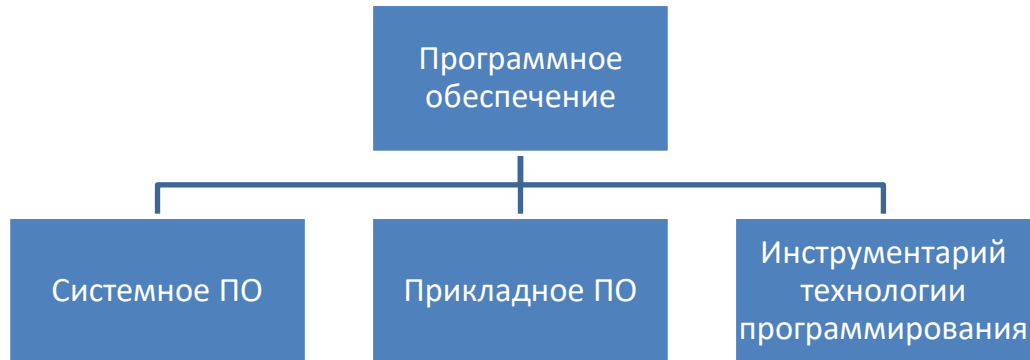 Программное
обеспечение
Системное ПО
Прикладное ПО
Инструментарий
технологии
программирования